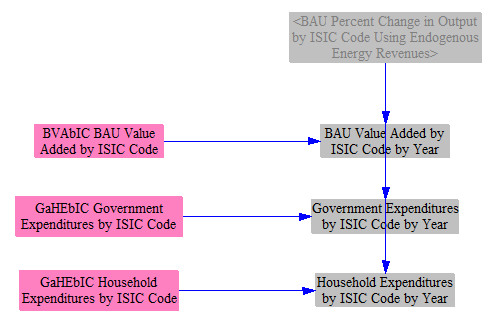 <BAU Percent Change in Output
by ISIC Code Using Endogenous
Energy Revenues>
BVAbIC BAU Value
Added by ISIC Code
BAU Value Added by
ISIC Code by Year
GaHEbIC Government
Expenditures by ISIC Code
Government Expenditures
by ISIC Code by Year
GaHEbIC Household
Expenditures by ISIC Code
Household Expenditures
by ISIC Code by Year